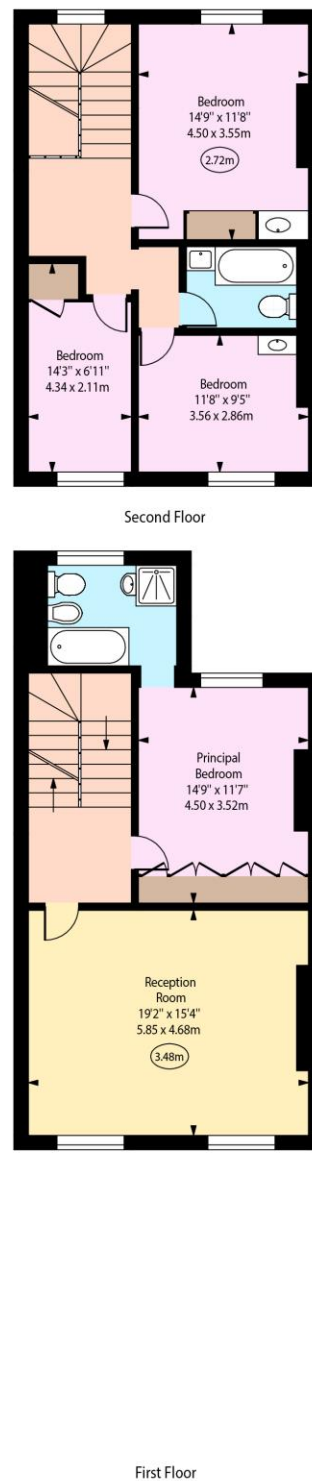 Bedroom
14'9" x 11'8"
4.50 x 3.55m
2.72m
Bedroom
14'3" x 6'11"
4.34 x 2.11m
Bedroom
11'8" x 9'5"
3.56 x 2.86m
Second Floor
Principal
Bedroom
14'9" x 11'7"
4.50 x 3.52m
Reception
Room
19'2" x 15'4"
5.85 x 4.68m
3.48m
First Floor